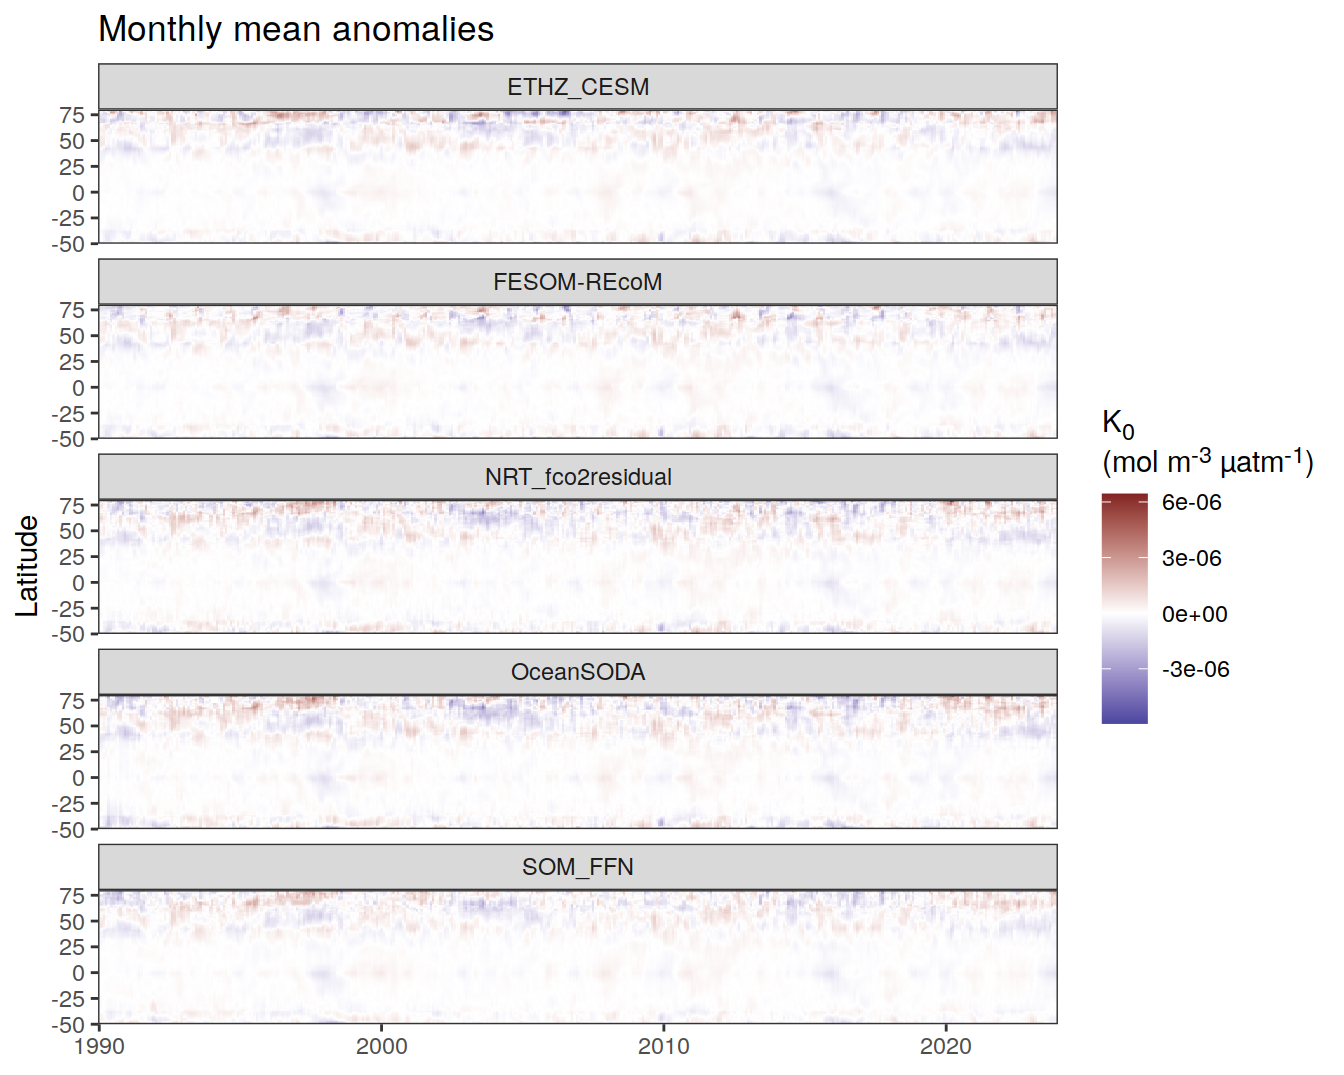 Monthly mean anomalies
ETHZ_CESM
75
50
25
0
-25
-50
FESOM-REcoM
75
50
25
0
-25
-50
NRT_fco2residual
75
50
25
0
-25
-50
OceanSODA
75
50
25
0
-25
-50
SOM_FFN
75
50
25
0
-25
-50
1990 2000 2010 2020
Latitude
K0
(mol m-3 µatm-1)
6e-06
3e-06
0e+00
-3e-06